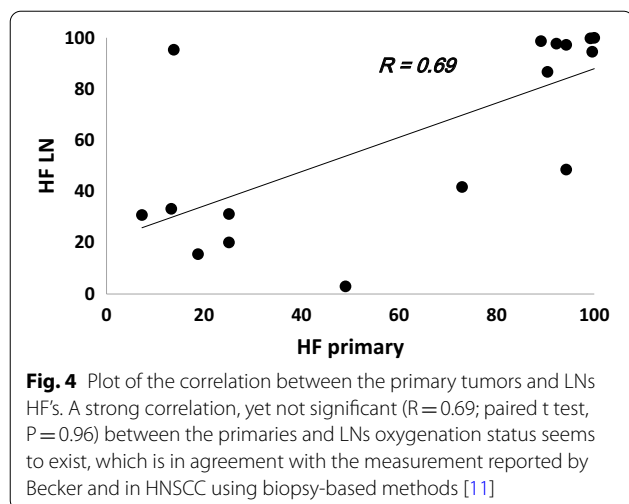 100
80
60
40
20
0
HF LN
R = 0.69
0 20 40 60 80 100
HF primary
Fig. 4 Plot of the correlation between the primary tumors and LNs
HF's. A strong correlation, yet not significant (R = 0.69; paired t test,
P = 0.96) between the primaries and LNs oxygenation status seems
to exist, which is in agreement with the measurement reported by
Becker and in HNSCC using biopsy-based methods [11]